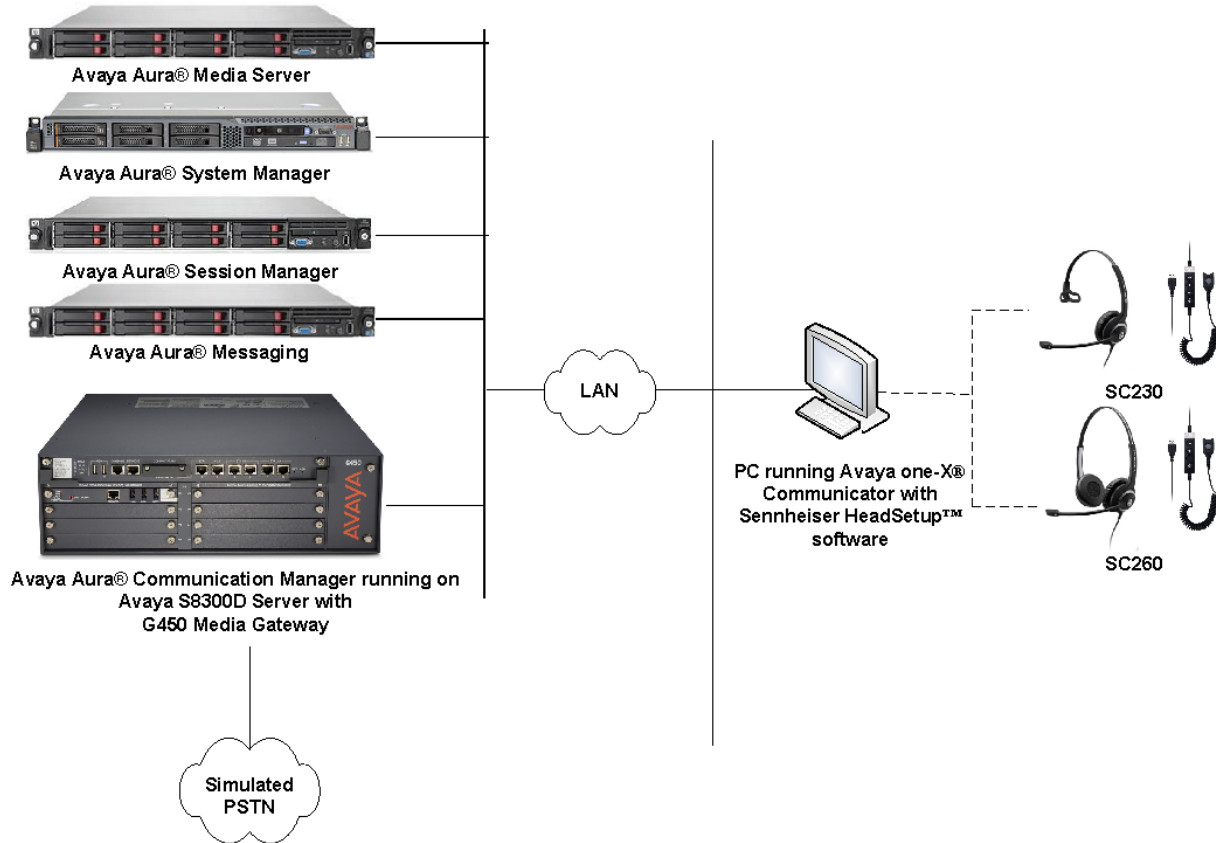 Avaya Aura® Media Server
Avaya Aura® System Manager
Avaya Aura® Session Manager
Avaya Aura® Messaging
G450
AVAYA
Avaya Aura® Communication Manager running on
Avaya S8300D Server with
G450 Media Gateway
Simulated
PSTN
LAN
PC running Avaya one-X®
Communicator with
Sennheiser HeadSetup™
software
SC230
SC260